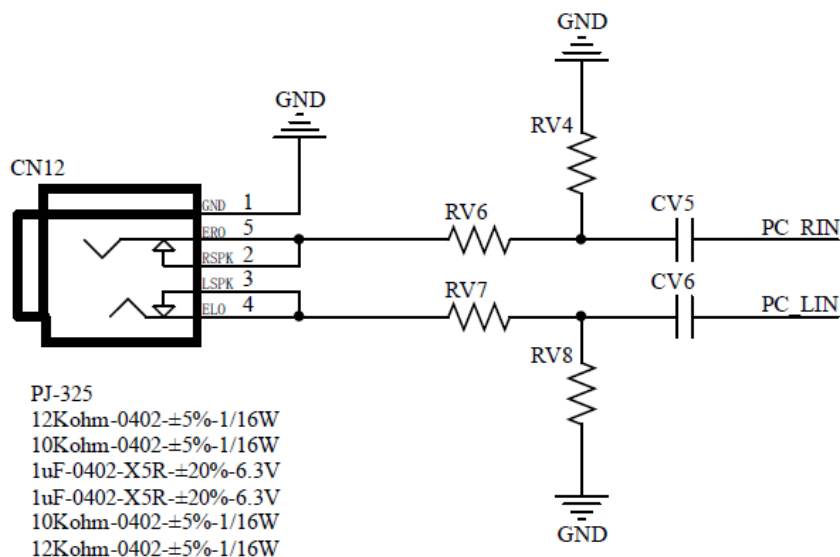 GND
RV4
GND
CN12
GND 1
ERO 5
RSPK 2
LSPK 3
ELO 4
RV6
CV5
PC_RIN
RV7
CV6
PC_LIN
RV8
GND
PJ-325
12Kohm-0402-±5%-1/16W
10Kohm-0402-±5%-1/16W
1uF-0402-X5R-±20%-6.3V
1uF-0402-X5R-±20%-6.3V
10Kohm-0402-±5%-1/16W
12Kohm-0402-±5%-1/16W